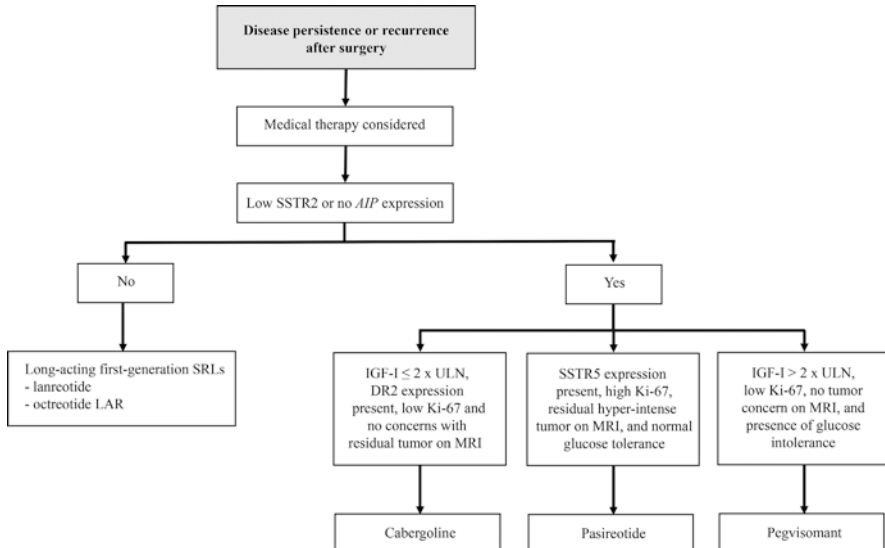 Disease persistence or recurrence
after surgery
Medical therapy considered
Low SSTR2 or no AIP expression
No
Yes
Long-acting first-generation SRLs
- lanreotide
- octreotide LAR
IGF-I ≤ 2 x ULN,
DR2 expression
present, low Ki-67 and
no concerns with
residual tumor on MRI
SSTR5 expression
present, high Ki-67,
residual hyper-intense
tumor on MRI, and normal
glucose tolerance
IGF-I > 2 x ULN,
low Ki-67, no tumor
concern on MRI, and
presence of glucose
intolerance
Cabergoline
Pasireotide
Pegvisomant